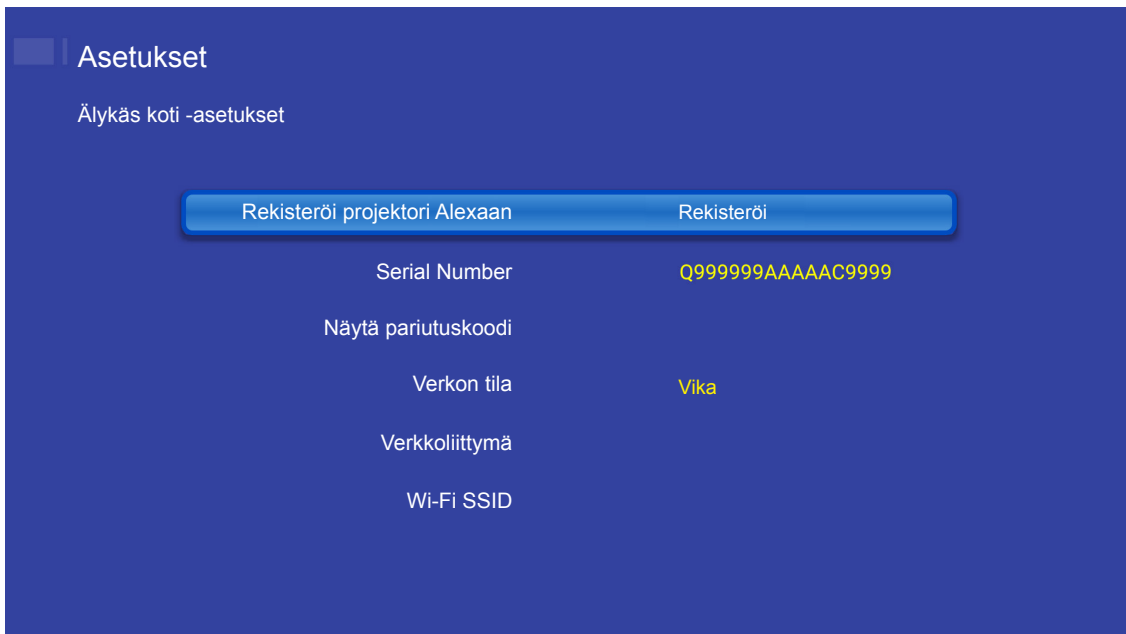 Asetukset
Älykäs koti -asetukset
Rekisteröi projektori Alexaan Rekisteröi
Serial Number Q999999AAAAAC9999
Näytä pariutuskoodi
Verkon tila Vika
Verkkoliittymä
Wi-Fi SSID